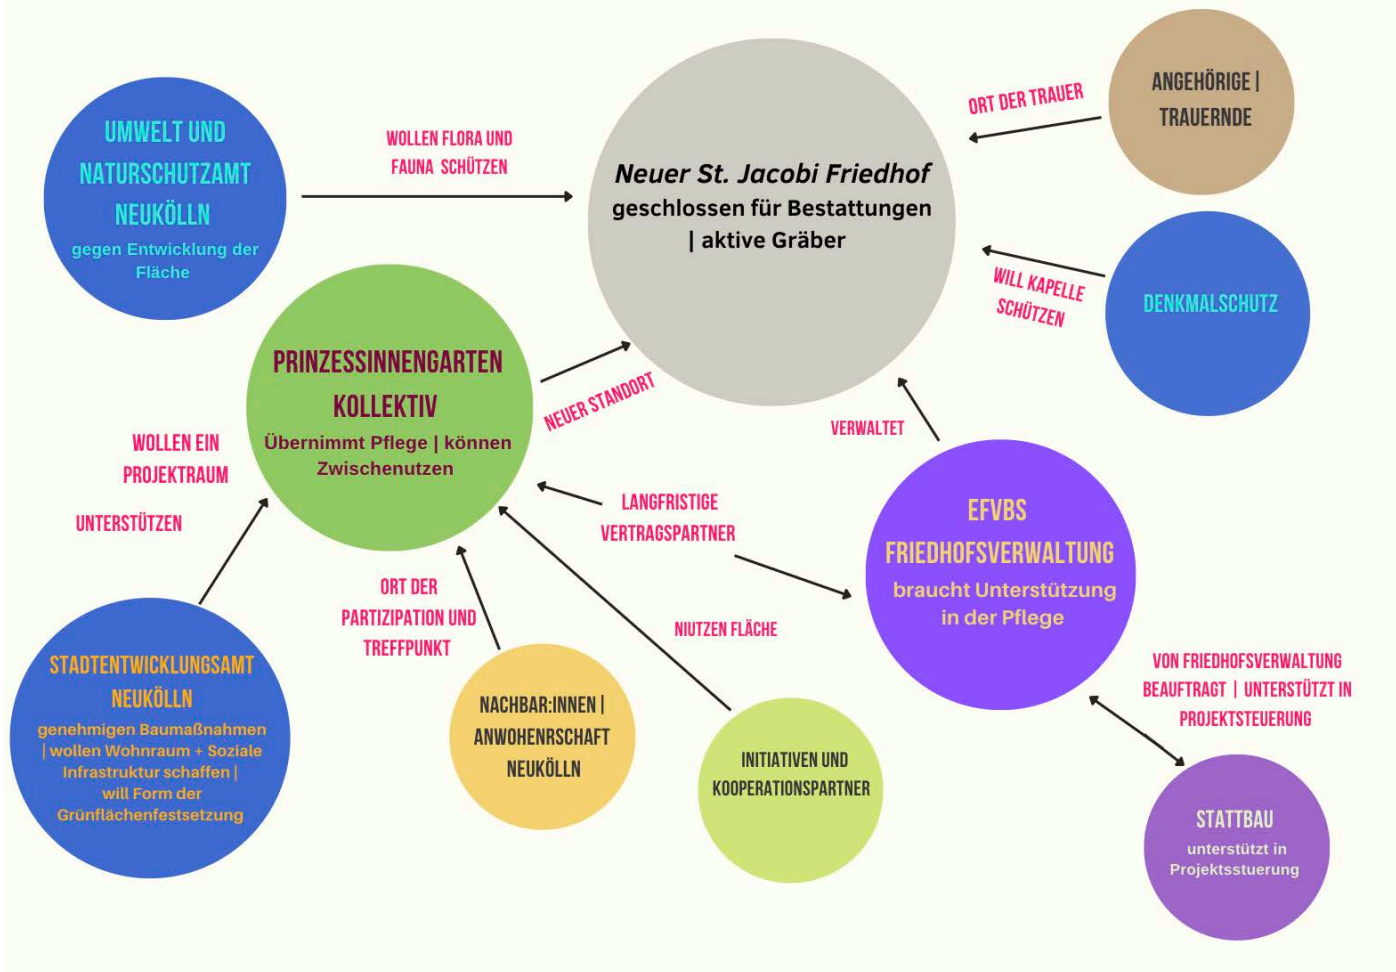 UMWELT UND
NATURSCHUTZAMT
NEUKÖLLN
gegen Entwicklung der
Fläche
WOLLEN FLORA UND
FAUNA SCHÜTZEN
Neuer St. Jacobi Friedhof
geschlossen für Bestattungen
| aktive Gräber
ORT DER TRAUER
ANGEHÖRIGE |
TRAUERNDE
WILL KAPELLE
SCHÜTZEN
DENKMALSCHUTZ
PRINZESSINNENGARTEN
KOLLEKTIV
Übernimmt Pflege | können
Zwischenutzen
NEUER STANDORT
VERWALTET
WOLLEN EIN
PROJEKTRAUM
UNTERSTÜTZEN
LANGFRISTIGE
VERTRAGSPARTNER
EFVBS
FRIEDHOFSVERWALTUNG
braucht Unterstützung
in der Pflege
ORT DER
PARTIZIPATION UND
TREFFPUNKT
NIUTZEN FLÄCHE
STADTENTWICKLUNGSAMT
NEUKÖLLN
genehmigen Baumaßnahmen
| wollen Wohnraum + Soziale
Infrastruktur schaffen |
will Form der
Grünflächenfestsetzung
NACHBAR:INNEN |
ANWOHENRSCHAFT
NEUKÖLLN
INITIATIVEN UND
KOOPERATIONSPARTNER
VON FRIEDHOFSVERWALTUNG
BEAUFTRAGT | UNTERSTÜTZT IN
PROJEKTSTEUERUNG
STATTBAU
unterstützt in
Projektsstuerung